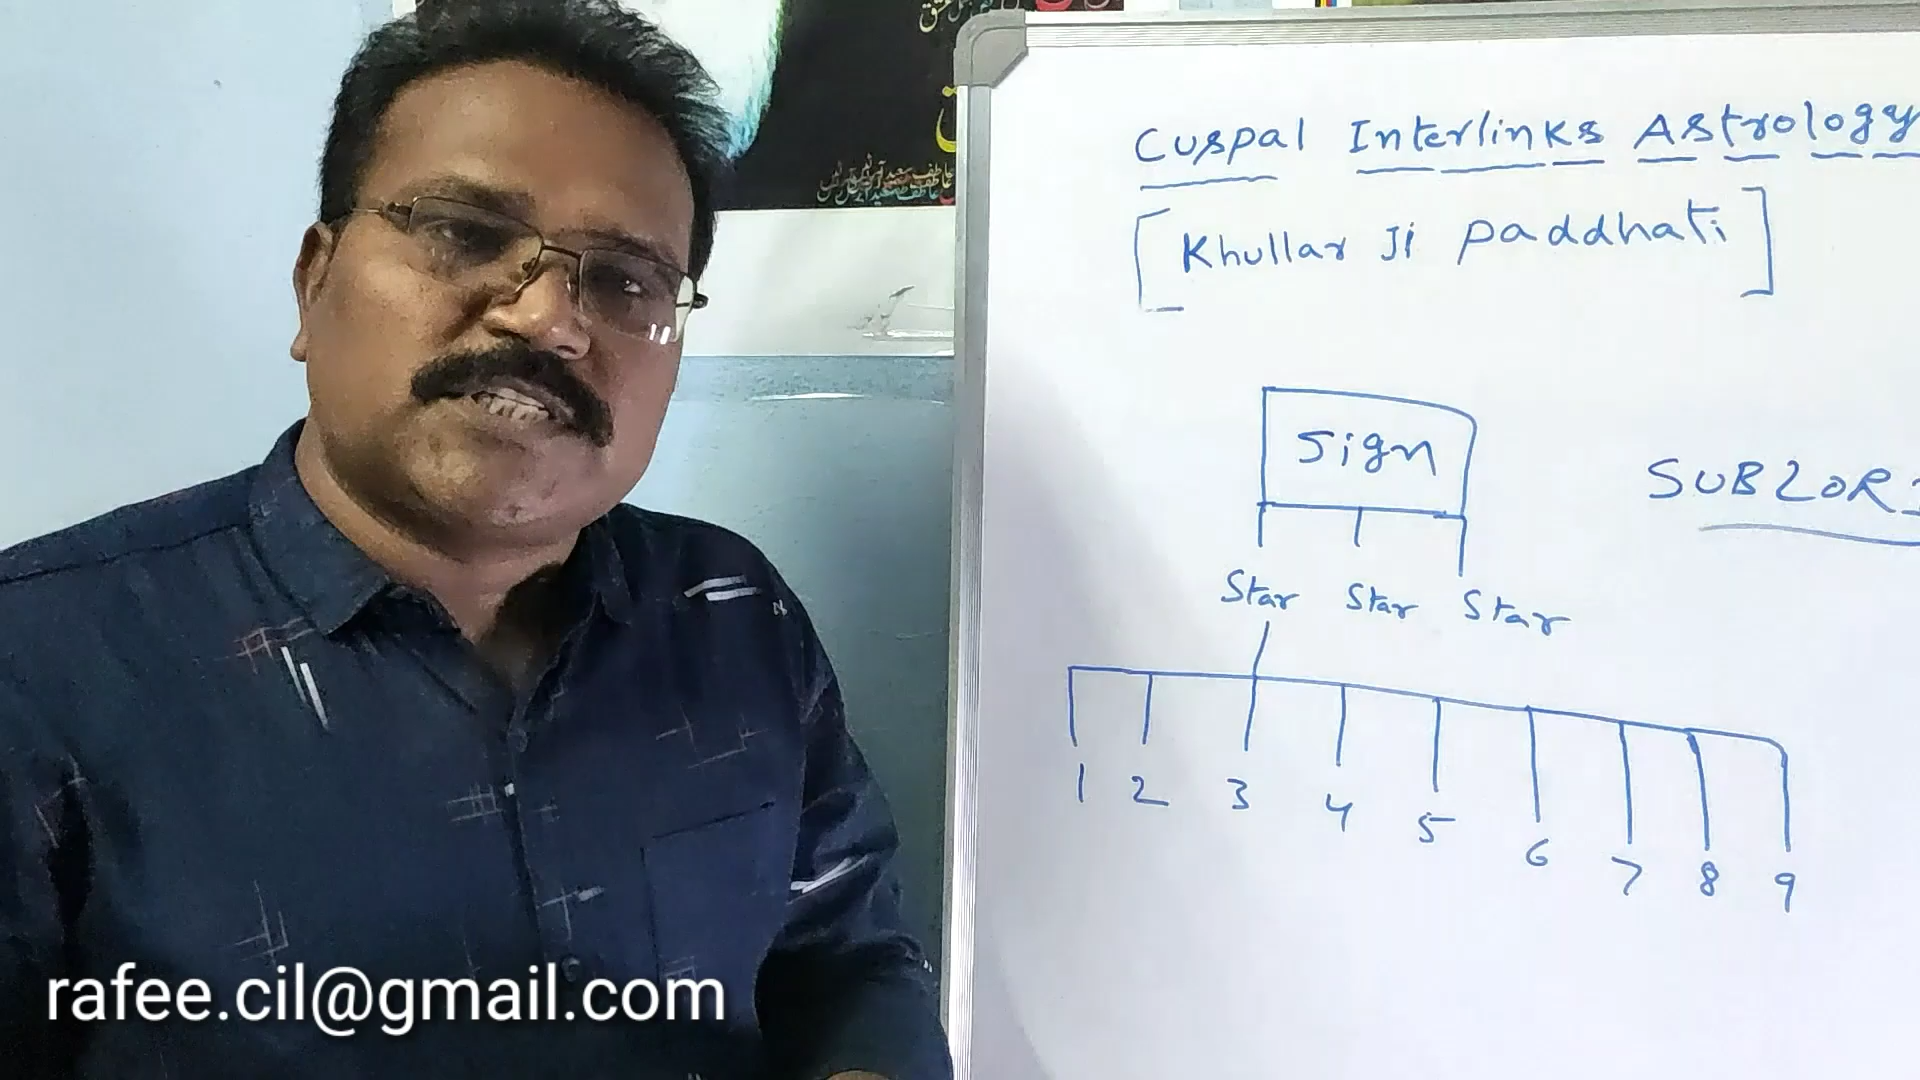 Cuspal Interlinks Astrology
[Khullar Ji Paddhati]
Sign
SUBLOR
Star Star Star
1 2 3 4 5 6 7 8 9
rafee.cil@gmail.com